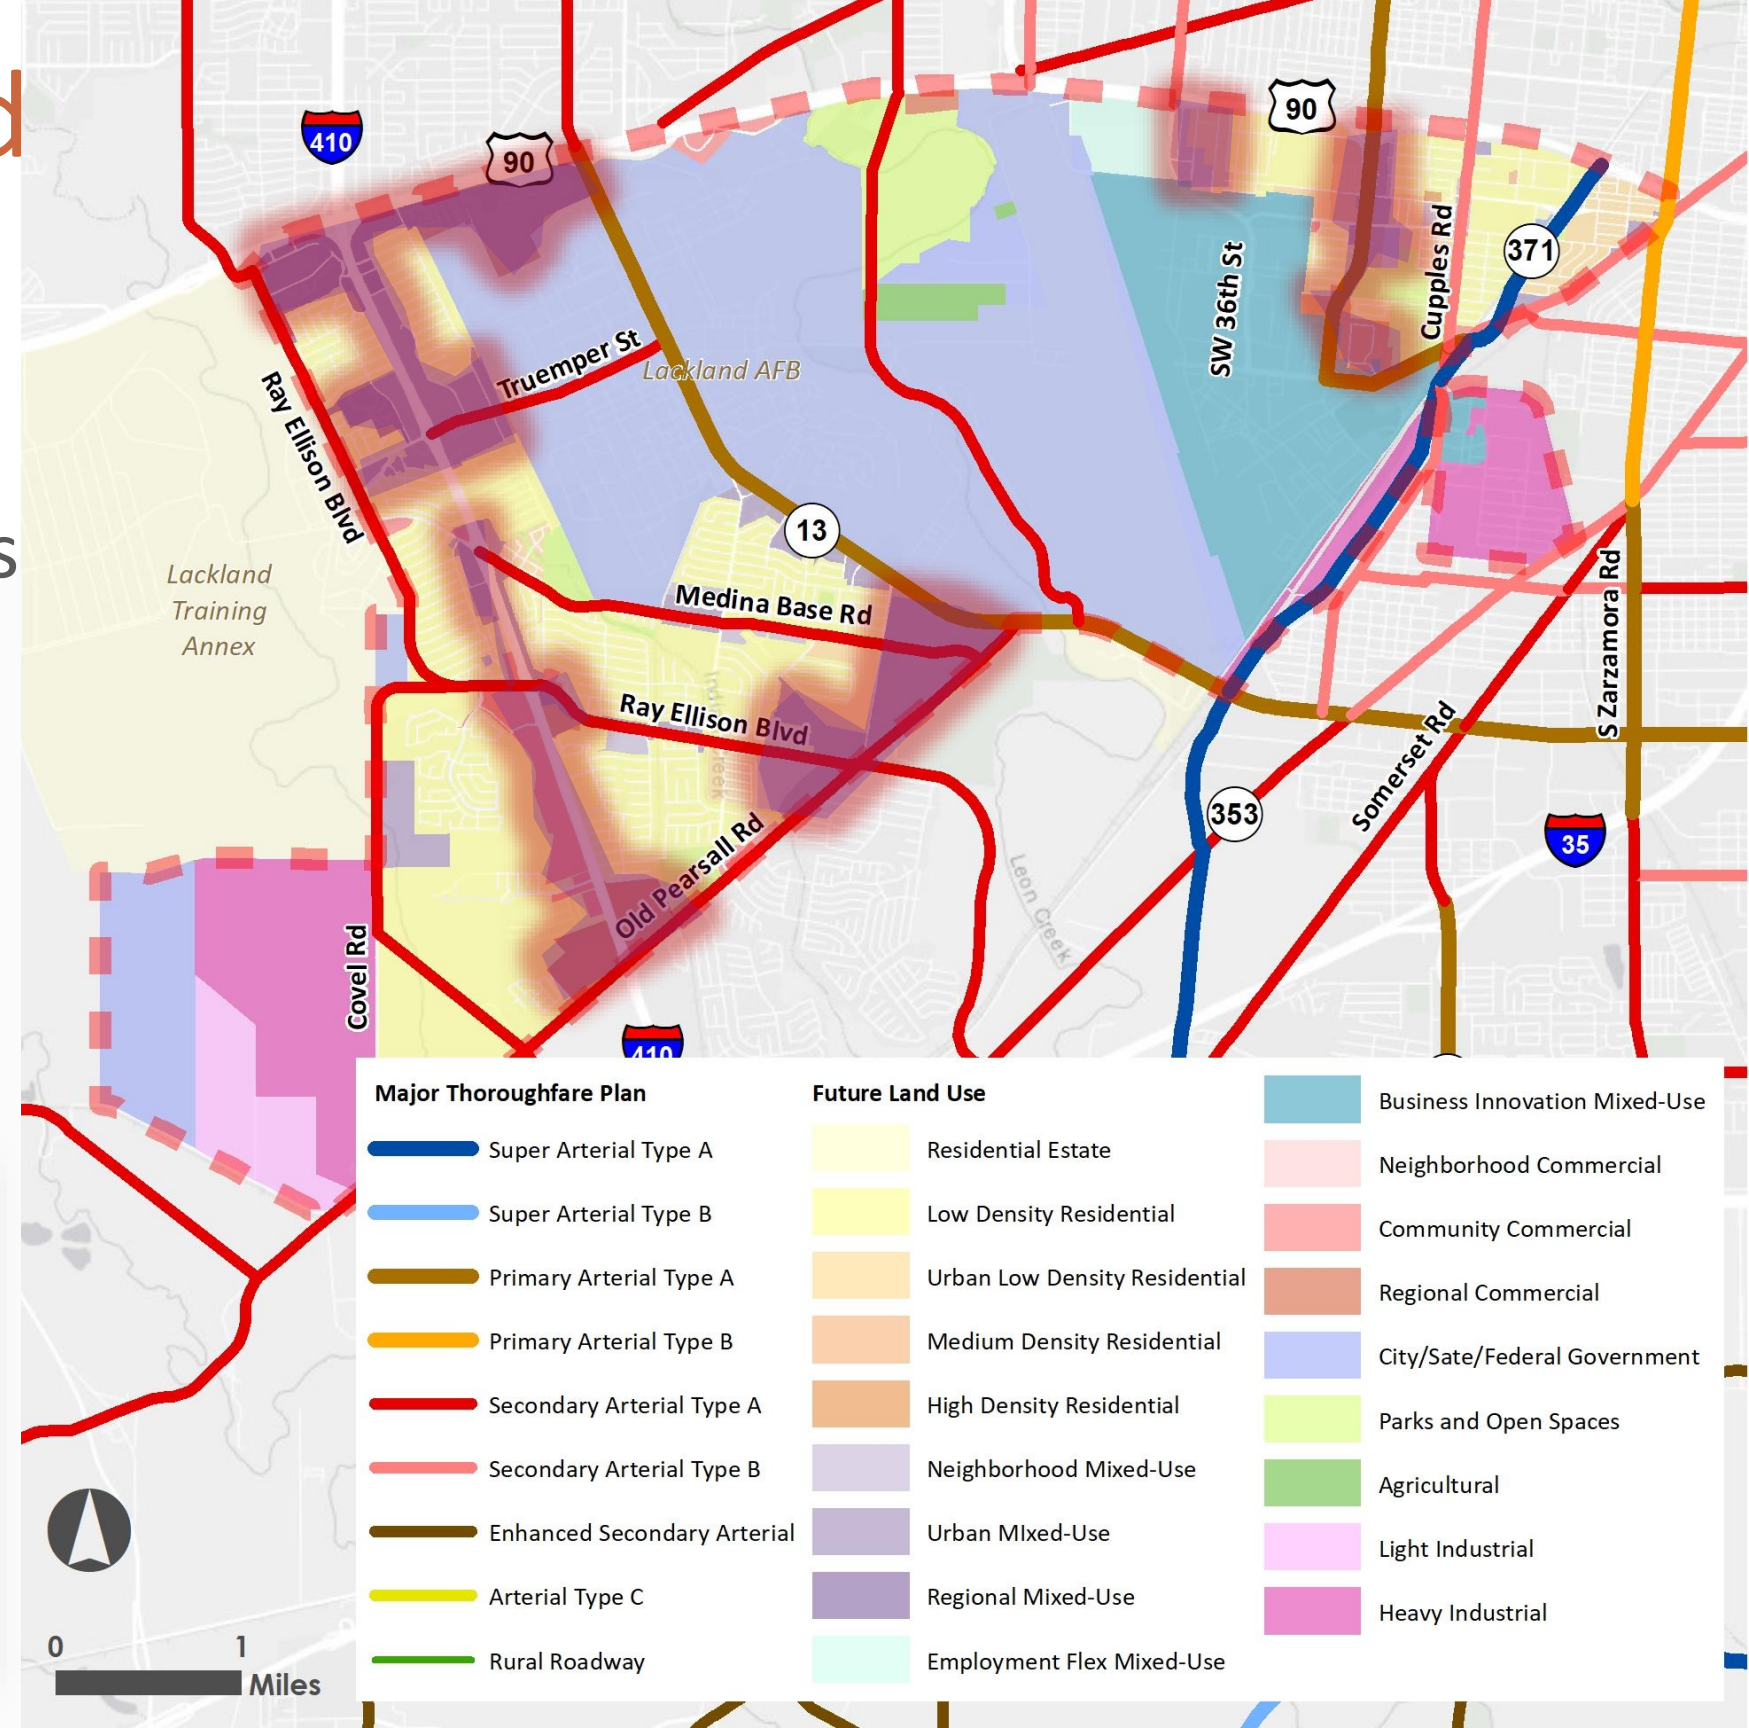 d
s
410
90
90
371
Cupples Rd
SW 36th St
Truemper St
Lackland AFB
Ray Ellison Blvd
13
Lackland
Training
Annex
Medina Base Rd
S Zarzamora Rd
Ray Ellison Blvd
Somerset Rd
353
35
Old Pearsall Rd
Leon Creek
Covel Rd
410
Major Thoroughfare Plan
Super Arterial Type A
Super Arterial Type B
Primary Arterial Type A
Primary Arterial Type B
Secondary Arterial Type A
Secondary Arterial Type B
Enhanced Secondary Arterial
Arterial Type C
Rural Roadway
Future Land Use
Residential Estate
Low Density Residential
Urban Low Density Residential
Medium Density Residential
High Density Residential
Neighborhood Mixed-Use
Urban MIxed-Use
Regional Mixed-Use
Employment Flex Mixed-Use
Business Innovation Mixed-Use
Neighborhood Commercial
Community Commercial
Regional Commercial
City/Sate/Federal Government
Parks and Open Spaces
Agricultural
Light Industrial
Heavy Industrial
0 1
Miles